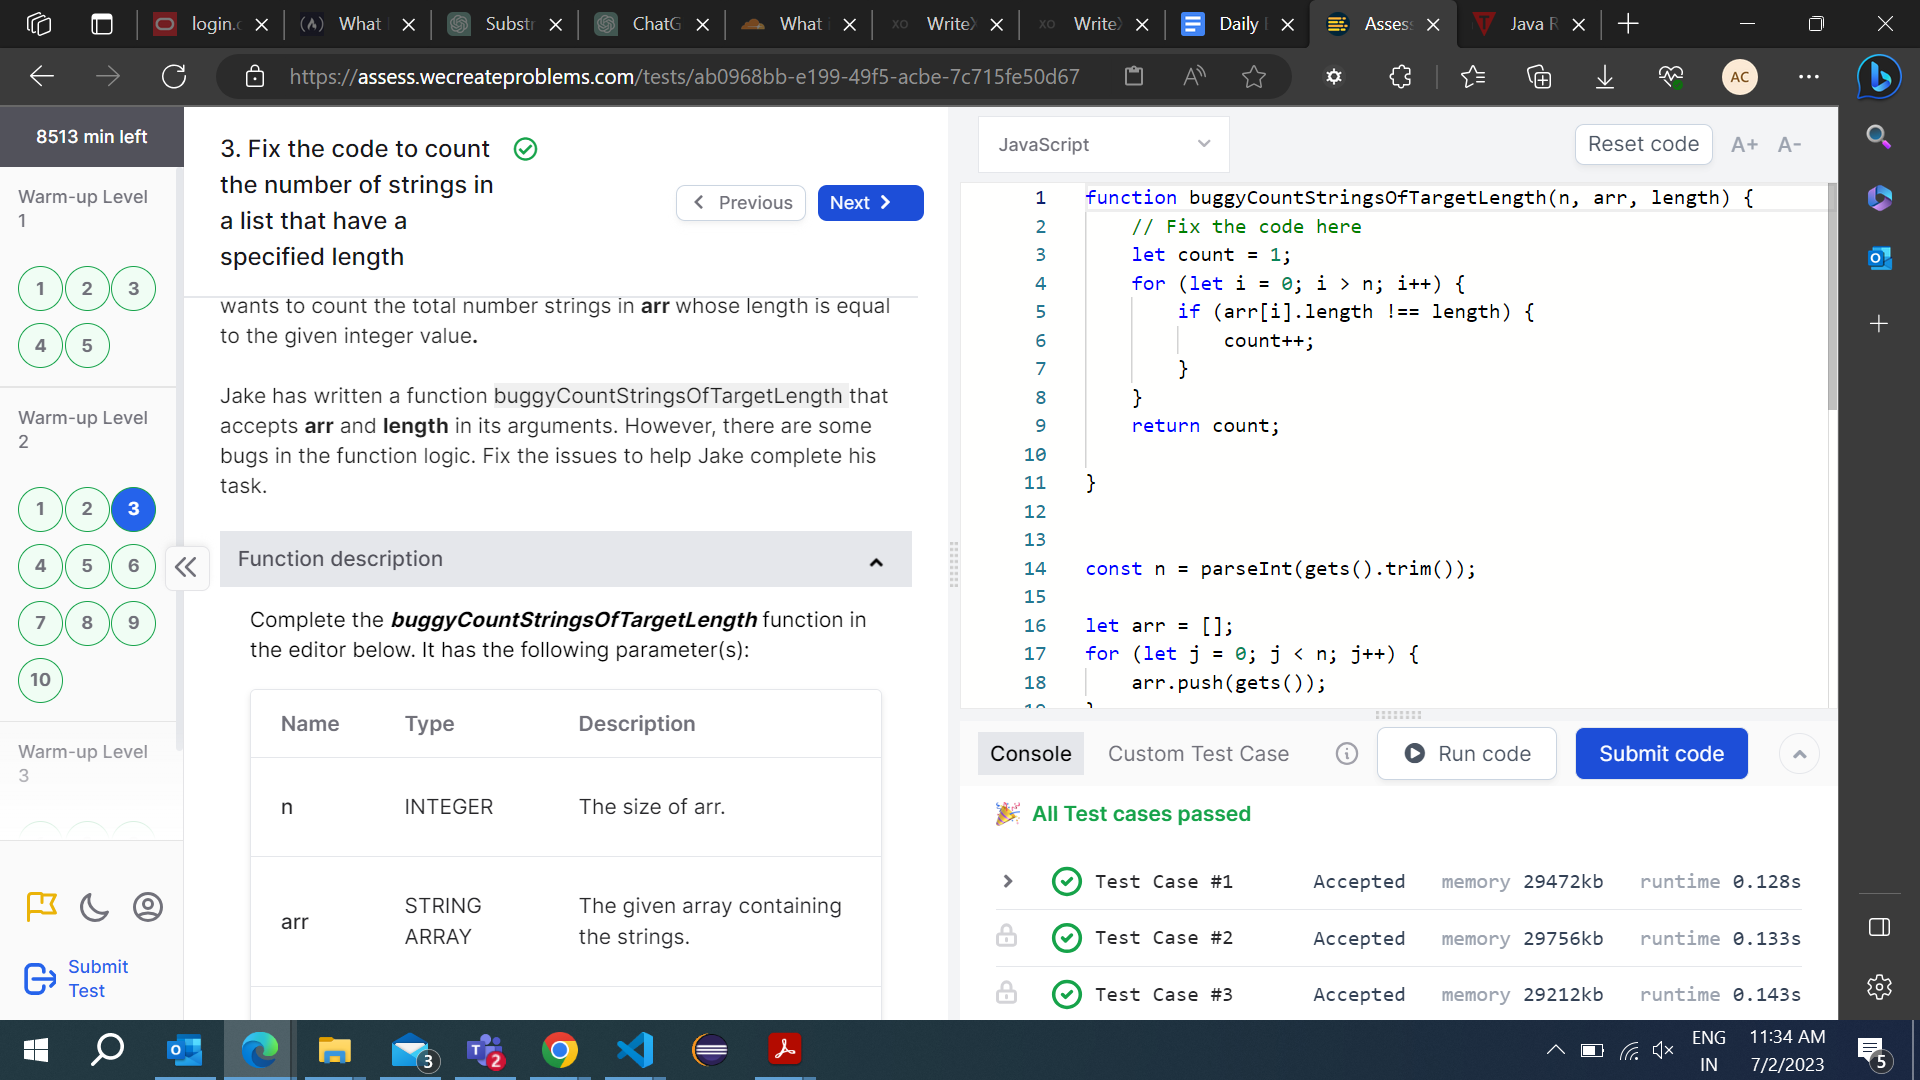 login.c
What
Substr
ChatG
What i
WriteX
WriteX
Daily
Asses
Java R
https://assess.wecreateproblems.com/tests/ab0968bb-e199-49f5-acbe-7c715fe50d67
AC
8513 min left
Warm-up Level
1
1 2 3
4 5
Warm-up Level
2
1 2 3
4 5 6
7 8 9
10
Warm-up Level
3
Submit
Test
3. Fix the code to count
the number of strings in
a list that have a
specified length
Previous
Next
wants to count the total number strings in arr whose length is equal
to the given integer value.
Jake has written a function buggyCountStringsOfTargetLength that
accepts arr and length in its arguments. However, there are some
bugs in the function logic. Fix the issues to help Jake complete his
task.
Function description
Complete the buggyCountStringsOfTargetLength function in
the editor below. It has the following parameter(s):
Name Type Description
n INTEGER The size of arr.
arr STRING ARRAY The given array containing
the strings.
JavaScript
Reset code
A+ A-
1 function buggyCountStringsOfTargetLength(n, arr, length) {
2 // Fix the code here
3 let count = 1;
4 for (let i = 0; i > n; i++) {
5 if (arr[i].length !== length) {
6 count++;
7 }
8 }
9 return count;
10
11 }
12
13
14 const n = parseInt(gets().trim());
15
16 let arr = [];
17 for (let j = 0; j < n; j++) {
18 arr.push(gets());
19 }
Console
Custom Test Case
Run code
Submit code
All Test cases passed
Test Case #1 Accepted memory 29472kb runtime 0.128s
Test Case #2 Accepted memory 29756kb runtime 0.133s
Test Case #3 Accepted memory 29212kb runtime 0.143s
3
2
ENG
IN
11:34 AM
7/2/2023
5